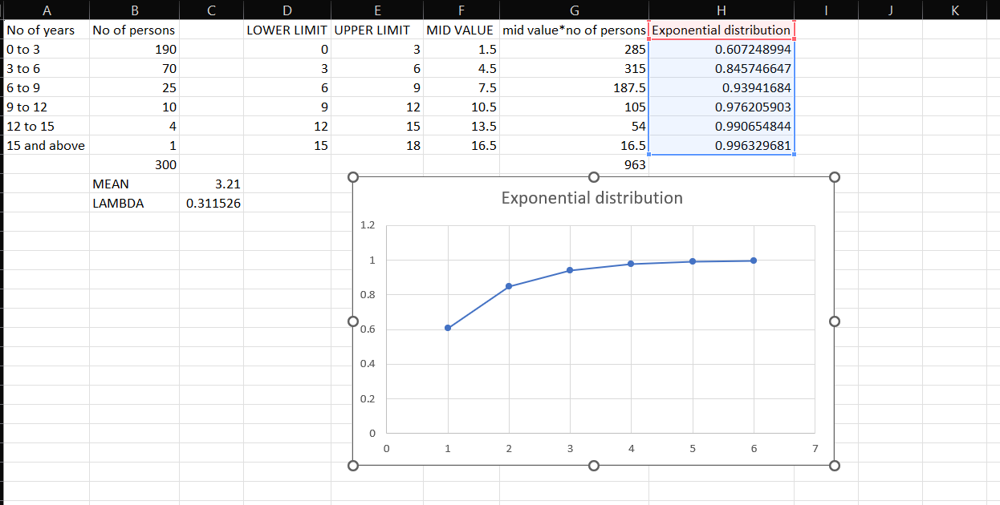 A B C D E F G H I J K
No of years No of persons LOWER LIMIT UPPER LIMIT MID VALUE mid value*no of persons Exponential distribution
0 to 3 190 0 3 1.5 285 0.607248994
3 to 6 70 3 6 4.5 315 0.845746647
6 to 9 25 6 9 7.5 187.5 0.93941684
9 to 12 10 9 12 10.5 105 0.976205903
12 to 15 4 12 15 13.5 54 0.990654844
15 and above 1 15 18 16.5 16.5 0.996329681
300 963
MEAN 3.21
LAMBDA 0.311526
Exponential distribution
1.2
1
0.8
0.6
0.4
0.2
0
0 1 2 3 4 5 6 7